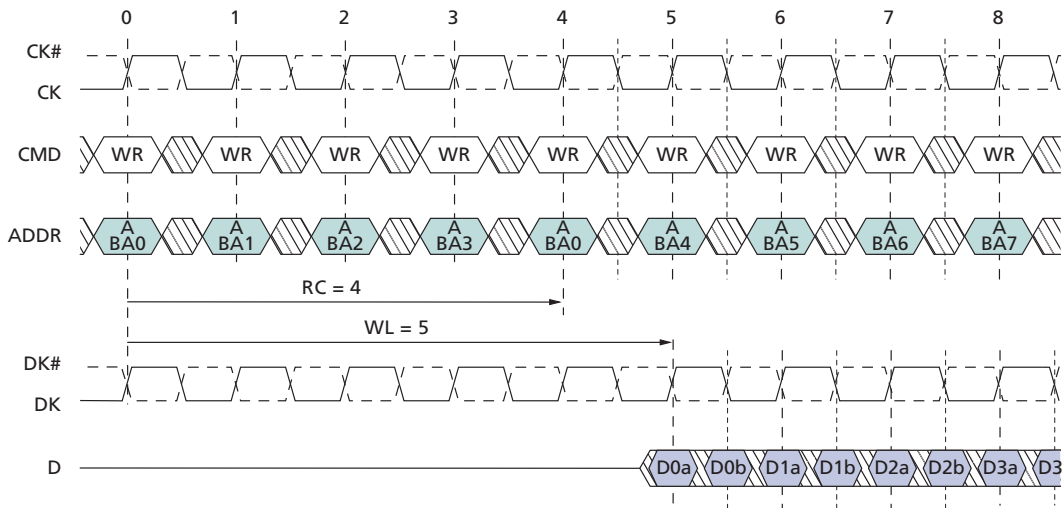 0 1 2 3 4 5 6 7 8
CK#
CK
CMD WR WR WR WR WR WR WR WR WR
A A A A A A A A A
ADDR BA0 BA1 BA2 BA3 BA0 BA4 BA5 BA6 BA7
RC = 4
WL = 5
DK#
DK
D D0a D0b D1a D1b D2a D2b D3a D3